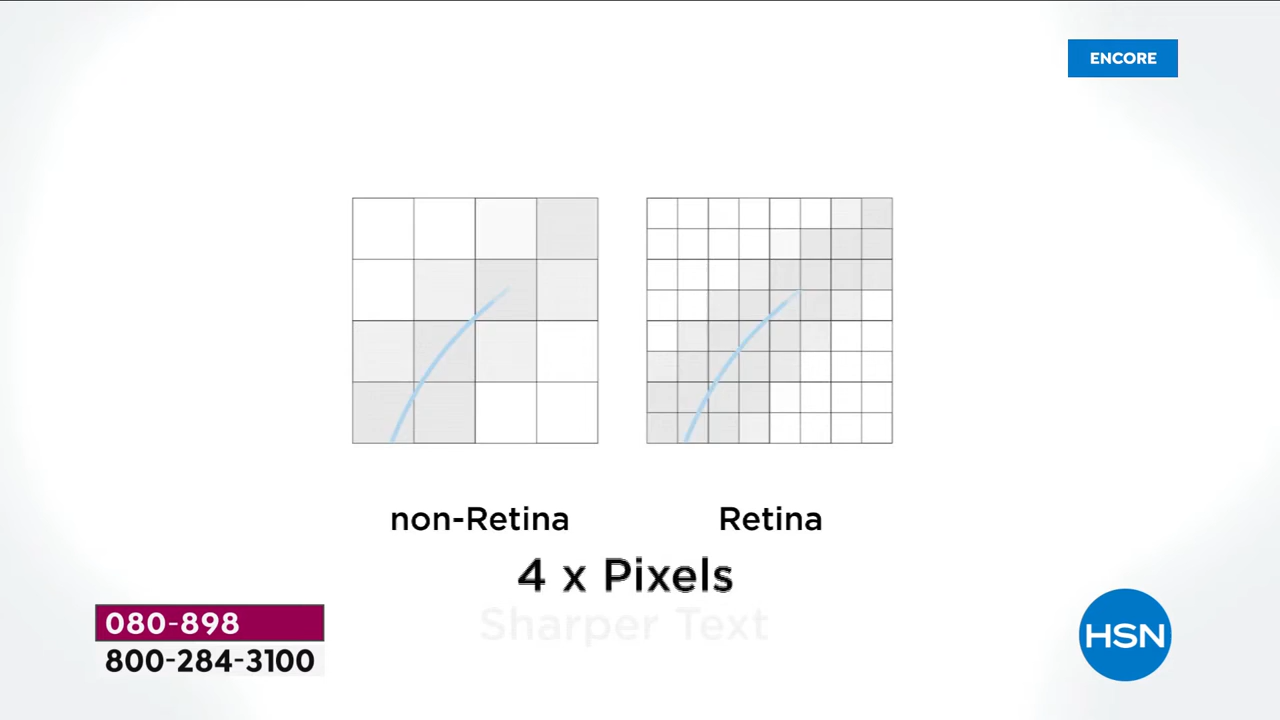 ENCORE
non-Retina
Retina
4 x Pixels
Sharper Text
080-898
800-284-3100
HSN